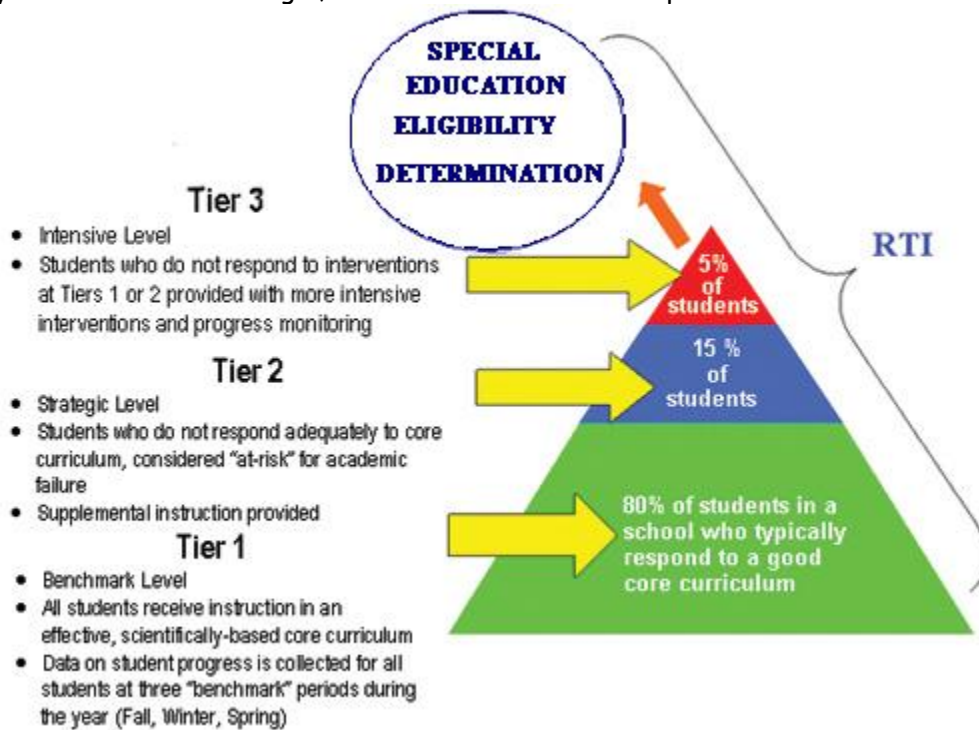 SPECIAL
EDUCATION
ELIGIBILITY
DETERMINATION
RTI
Tier 3
• Intensive Level
• Students who do not respond to interventions
at Tiers 1 or 2 provided with more intensive
interventions and progress monitoring
5%
of
students
Tier 2
• Strategic Level
• Students who do not respond adequately to core
curriculum, considered "at-risk" for academic
failure
• Supplemental instruction provided
15 %
of
students
Tier 1
• Benchmark Level
• All students receive instruction in an
effective, scientifically-based core curriculum
• Data on student progress is collected for all
students at three "benchmark" periods during
the year (Fall, Winter, Spring)
80% of students in a
school who typically
respond to a good
core curriculum